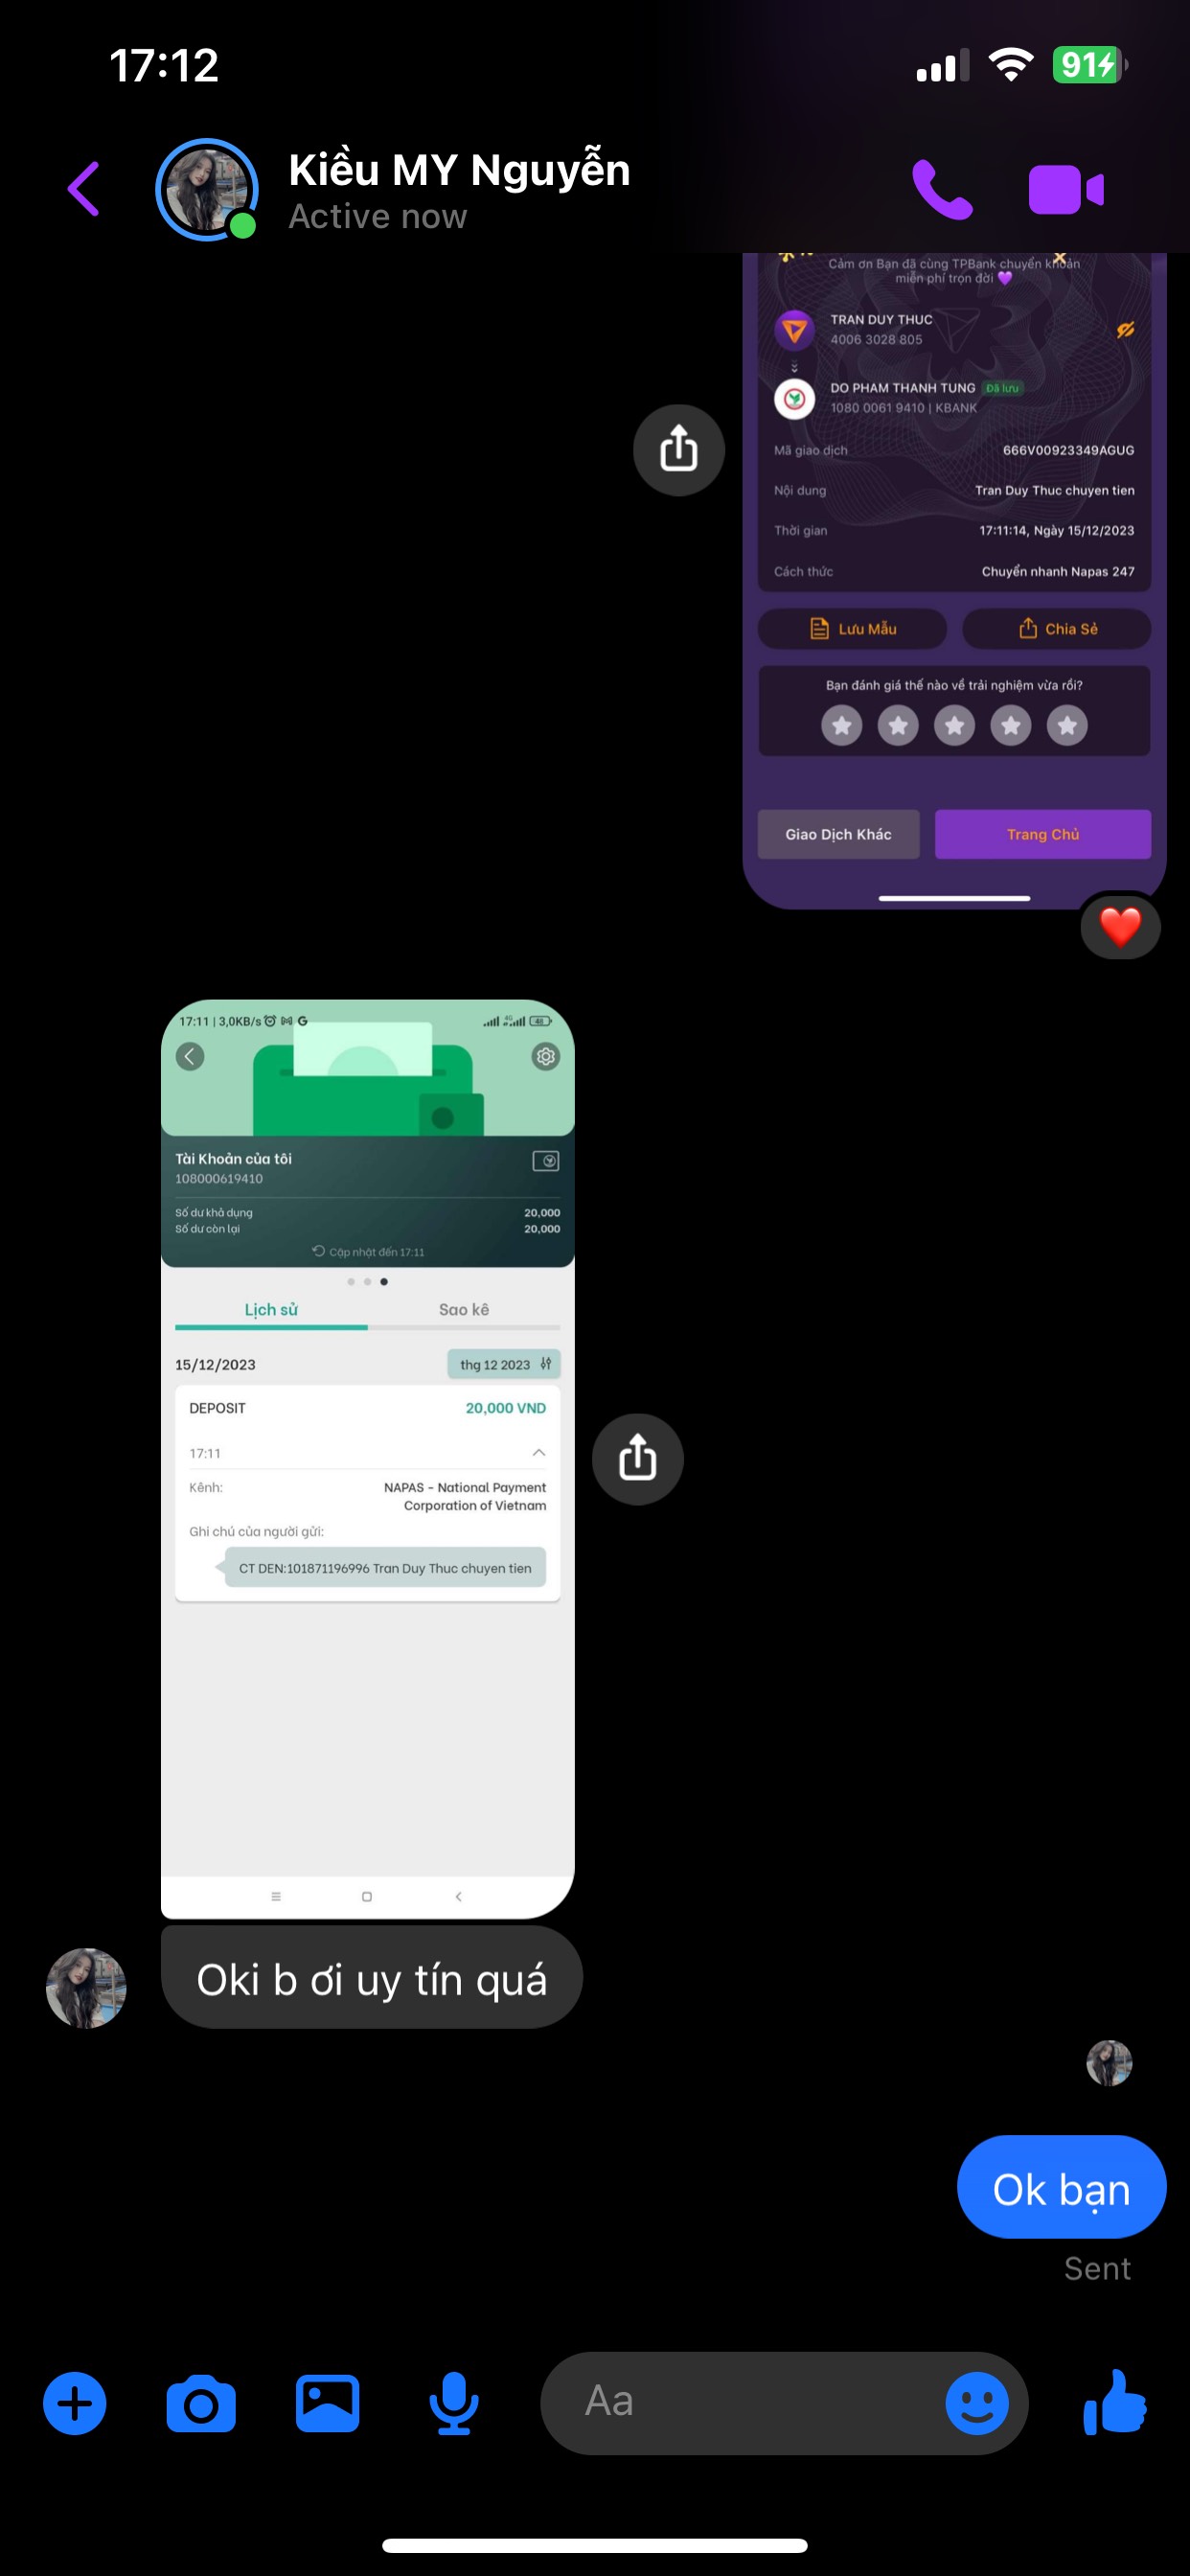 17:12
91
Kiều MY Nguyễn
Active now
Cảm ơn Bạn đã cùng TPBank chuyển khoản
miễn phí trọn đời 💜
TRAN DUY THUC
4006 3028 805
DO PHAM THANH TUNG Đã lưu
1080 0061 9410 | KBANK
Mã giao dịch 666V00923349AGUG
Nội dung Tran Duy Thuc chuyen tien
Thời gian 17:11:14, Ngày 15/12/2023
Cách thức Chuyển nhanh Napas 247
Lưu Mẫu Chia Sẻ
Bạn đánh giá thế nào về trải nghiệm vừa rồi?
Giao Dịch Khác Trang Chủ
17:11 | 3,0KB/s G 4G 46
Tài Khoản của tôi
108000619410
Số dư khả dụng 20,000
Số dư còn lại 20,000
Cập nhật đến 17:11
Lịch sử Sao kê
15/12/2023 thg 12 2023
DEPOSIT 20,000 VND
17:11
Kênh: NAPAS - National Payment
Corporation of Vietnam
Ghi chú của người gửi:
CT DEN:101871196996 Tran Duy Thuc chuyen tien
Oki b ơi uy tín quá
Ok bạn
Sent
Aa